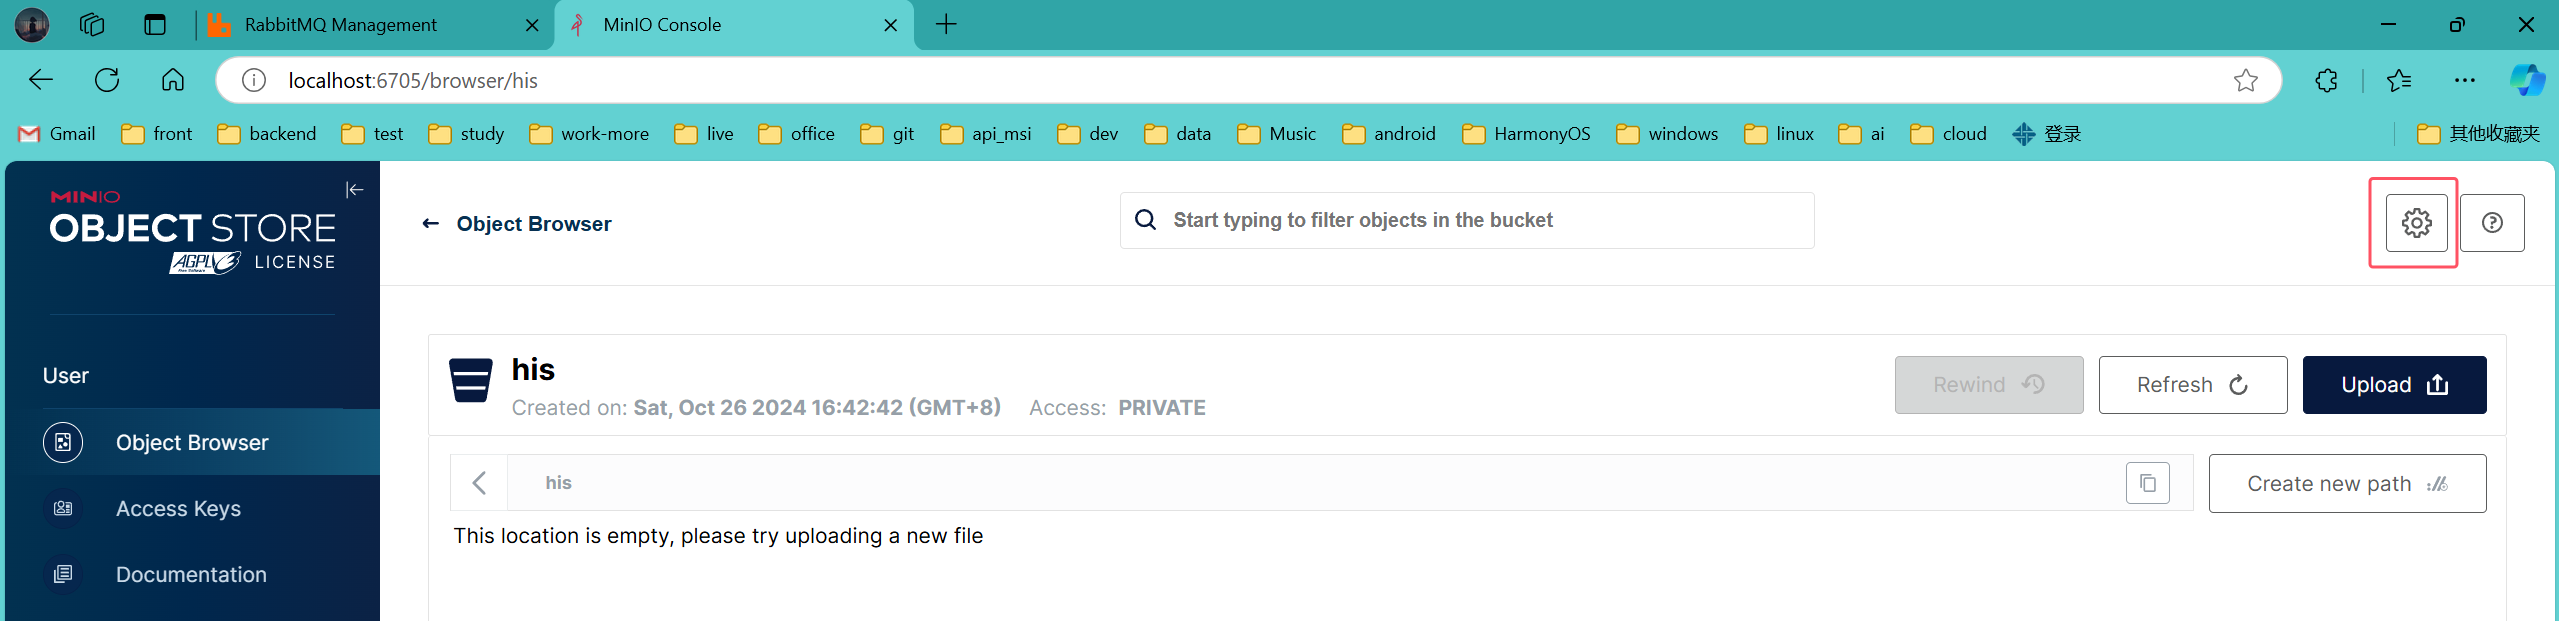 RabbitMQ Management
MinIO Console
localhost:6705/browser/his
Gmail front backend test study work-more live office git api_msi dev data Music android HarmonyOS windows linux ai cloud 登录 其他收藏夹
MINIO
OBJECT STORE
AGPLv3 LICENSE
Object Browser
Start typing to filter objects in the bucket
User
Object Browser
Access Keys
Documentation
his
Created on: Sat, Oct 26 2024 16:42:42 (GMT+8) Access: PRIVATE
Rewind Refresh Upload
his
Create new path
This location is empty, please try uploading a new file